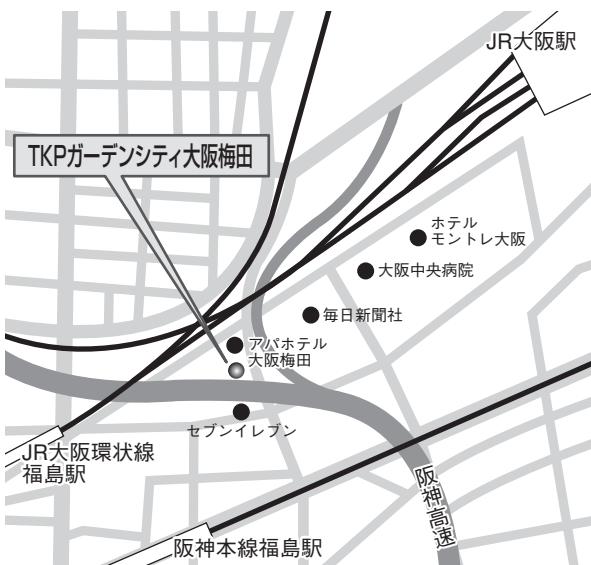 JR大阪駅
TKPガーデンシティ大阪梅田
ホテル
モントレ大阪
大阪中央病院
毎日新聞社
アパホテル
大阪梅田
セブンイレブン
JR大阪環状線
福島駅
阪神高速
阪神本線福島駅